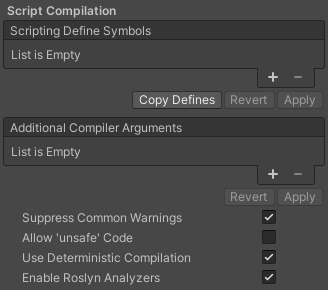 Script Compilation
Scripting Define Symbols
List is Empty
+ −
Copy Defines Revert Apply
Additional Compiler Arguments
List is Empty
+ −
Revert Apply
Suppress Common Warnings
Allow 'unsafe' Code
Use Deterministic Compilation
Enable Roslyn Analyzers